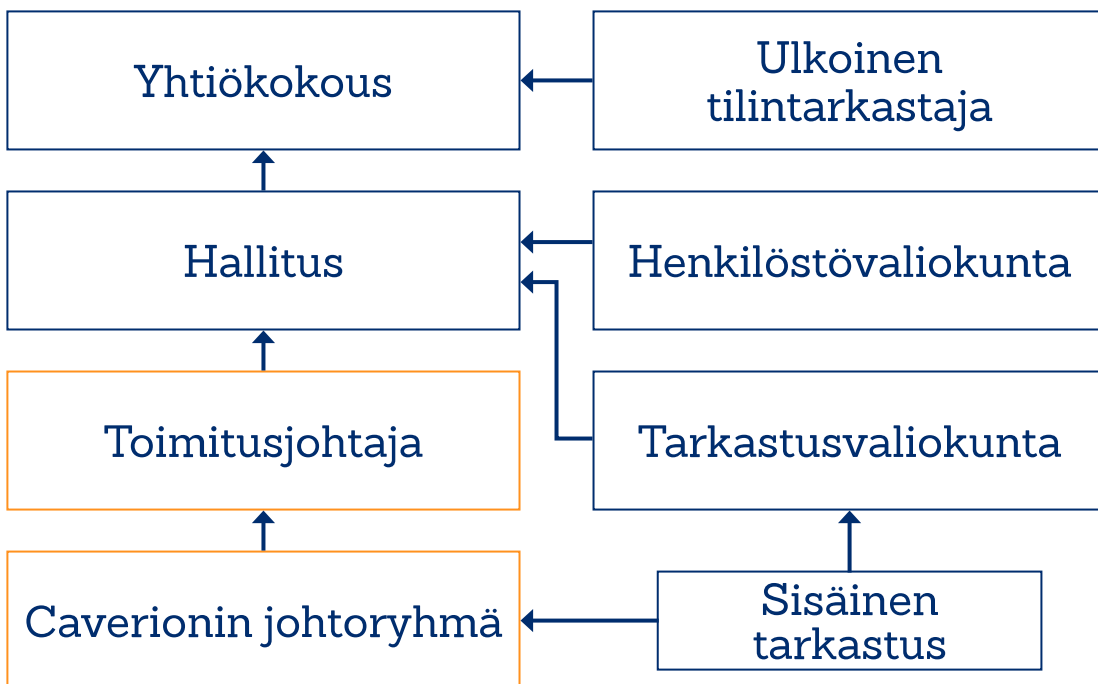 Yhtiökokous
Ulkoinen
tilintarkastaja
Hallitus
Henkilöstövaliokunta
Toimitusjohtaja
Tarkastusvaliokunta
Caverionin johtoryhmä
Sisäinen
tarkastus